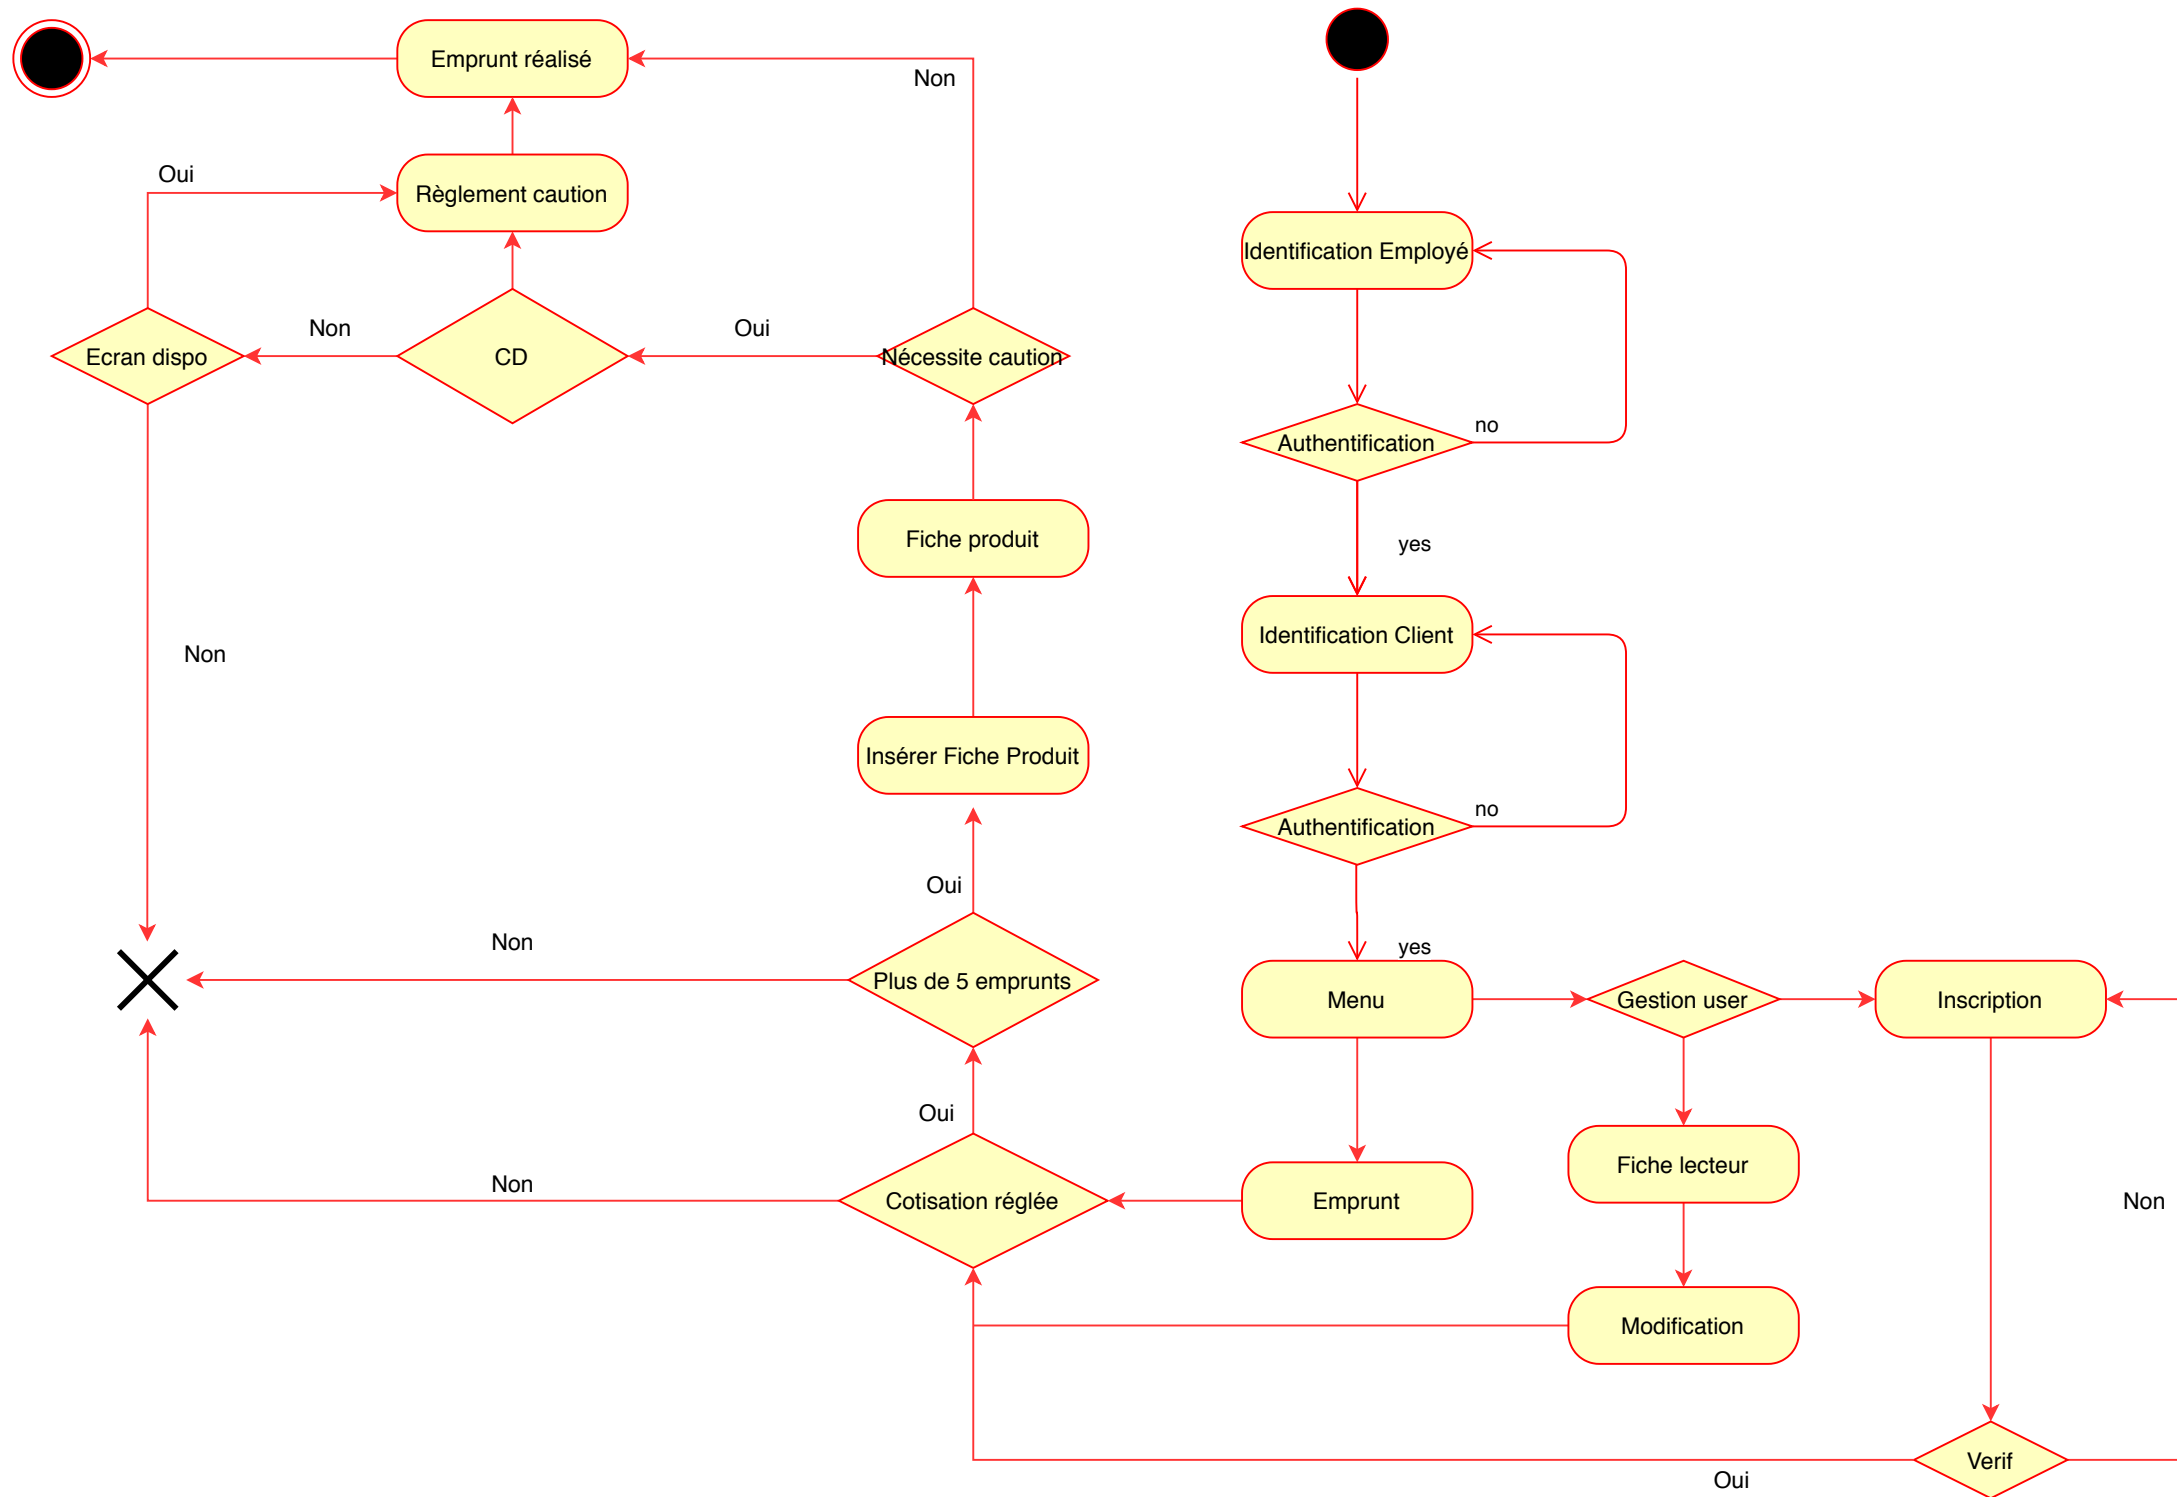 Emprunt réalisé
Non
Oui
Règlement caution
Identification Employé
Ecran dispo
Non
CD
Oui
Nécessite caution
Authentification
no
Fiche produit
yes
Non
Identification Client
Insérer Fiche Produit
Authentification
no
Oui
Non
yes
Plus de 5 emprunts
Menu
Gestion user
Inscription
Oui
Fiche lecteur
Non
Cotisation réglée
Emprunt
Non
Modification
Verif
Oui